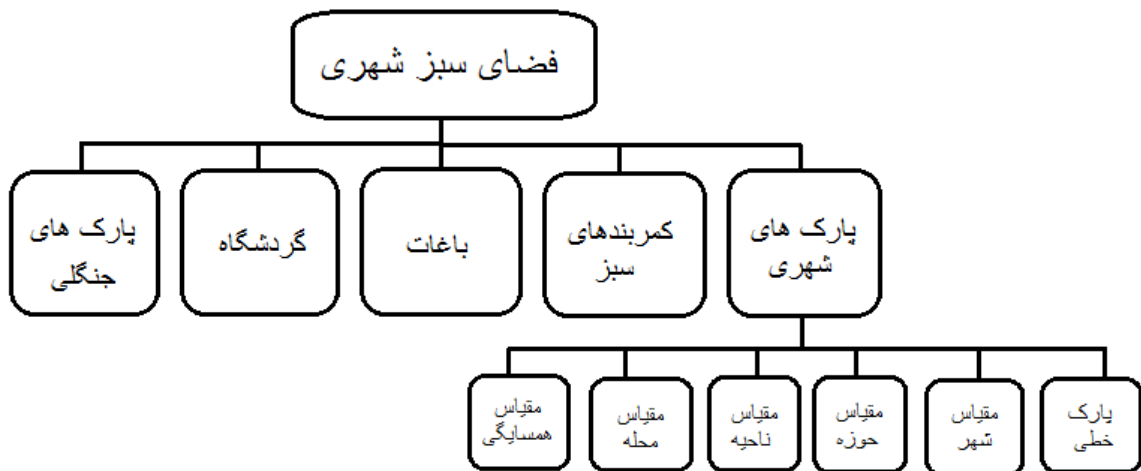 فضای سبز شهری
پارک های
شهری
کمربندهای
سبز
باغات
گردشگاه
پارک های
جنگلی
پارک
خطی
مقیاس
شهر
مقیاس
حوزه
مقیاس
ناحیه
مقیاس
محله
مقیاس
همسایگی